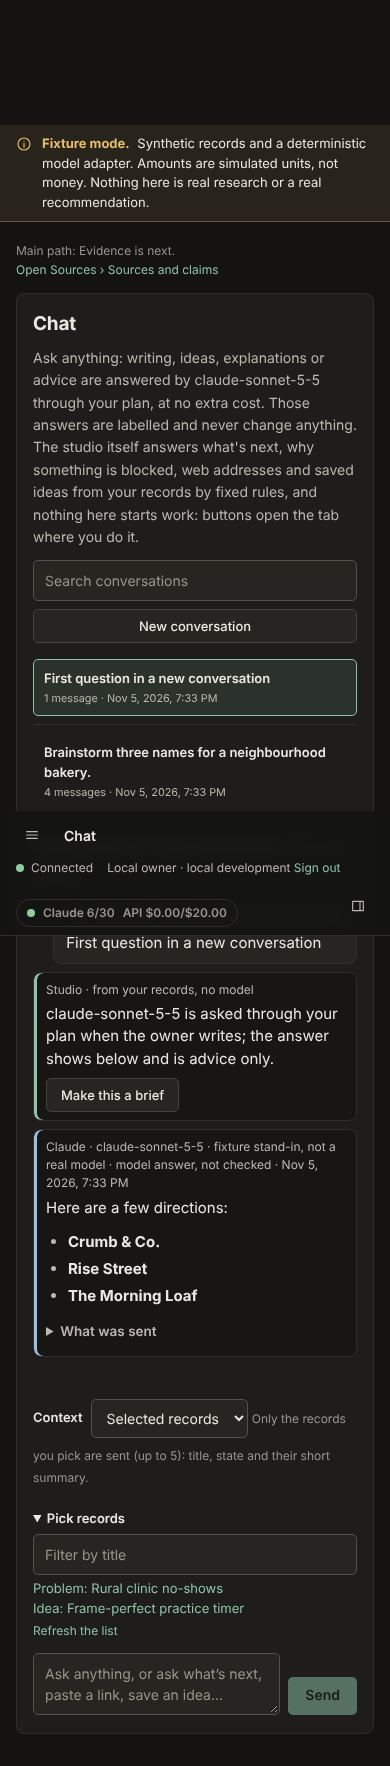 Fixture mode. Synthetic records and a deterministic
model adapter. Amounts are simulated units, not
money. Nothing here is real research or a real
recommendation.
Main path: Evidence is next.
Open Sources › Sources and claims
Chat
Ask anything: writing, ideas, explanations or
advice are answered by claude-sonnet-5-5
through your plan, at no extra cost. Those
answers are labelled and never change anything.
The studio itself answers what's next, why
something is blocked, web addresses and saved
ideas from your records by fixed rules, and
nothing here starts work: buttons open the tab
where you do it.
Search conversations
New conversation
First question in a new conversation
1 message · Nov 5, 2026, 7:33 PM
Brainstorm three names for a neighbourhood
bakery.
4 messages · Nov 5, 2026, 7:33 PM
Chat
Connected Local owner · local development Sign out
Claude 6/30 API $0.00/$20.00
First question in a new conversation
Studio · from your records, no model
claude-sonnet-5-5 is asked through your
plan when the owner writes; the answer
shows below and is advice only.
Make this a brief
Claude · claude-sonnet-5-5 · fixture stand-in, not a
real model · model answer, not checked · Nov 5,
2026, 7:33 PM
Here are a few directions:
• Crumb & Co.
• Rise Street
• The Morning Loaf
▶ What was sent
Context Selected records Only the records
you pick are sent (up to 5): title, state and their short
summary.
▼ Pick records
Filter by title
Problem: Rural clinic no-shows
Idea: Frame-perfect practice timer
Refresh the list
Ask anything, or ask what's next,
paste a link, save an idea...
Send